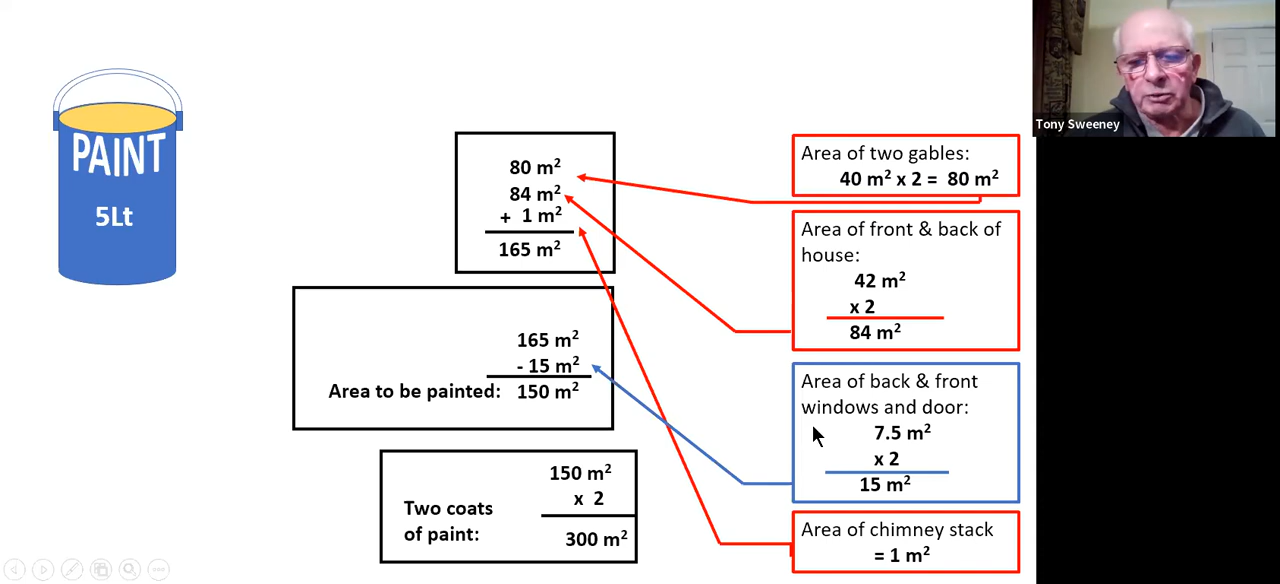 PAINT
5Lt
80 m²
84 m²
+ 1 m²
165 m²
165 m²
- 15 m²
Area to be painted: 150 m²
150 m²
x 2
Two coats
of paint:
300 m²
Area of two gables:
40 m² x 2 = 80 m²
Area of front & back of
house:
42 m²
x 2
84 m²
Area of back & front
windows and door:
7.5 m²
x 2
15 m²
Area of chimney stack
= 1 m²
Tony Sweeney